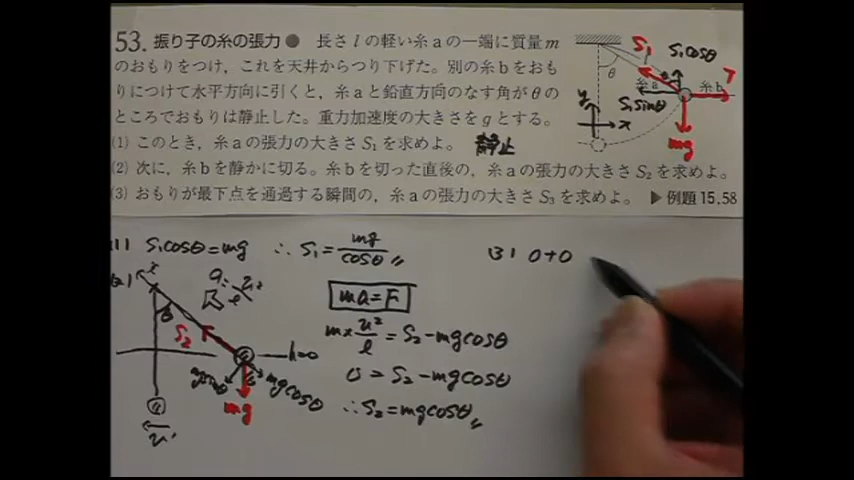 53. 振り子の糸の張力 ● 長さ l の軽い糸 a の一端に質量 m
のおもりをつけ，これを天井からつり下げた。別の糸 b をおも
りにつけて水平方向に引くと，糸 a と鉛直方向のなす角が θ の
ところでおもりは静止した。重力加速度の大きさを g とする。
(1) このとき，糸 a の張力の大きさ S₁ を求めよ。 静止
(2) 次に，糸 b を静かに切る。糸 b を切った直後の，糸 a の張力の大きさ S₂ を求めよ。
(3) おもりが最下点を通過する瞬間の，糸 a の張力の大きさ S₃ を求めよ。 ▶ 例題 15,58
S₁ S₁cosθ
θ θ
糸a 糸b T
S₁sinθ
y x
mg
(1) S₁cosθ = mg ∴ S₁ = mg/cosθ 〃
θ S₂ h=0
mg mgcosθ
ma = F
m × v²/l = S₂ − mgcosθ
0 = S₂ − mgcosθ
∴ S₂ = mgcosθ 〃
(3) 0+0